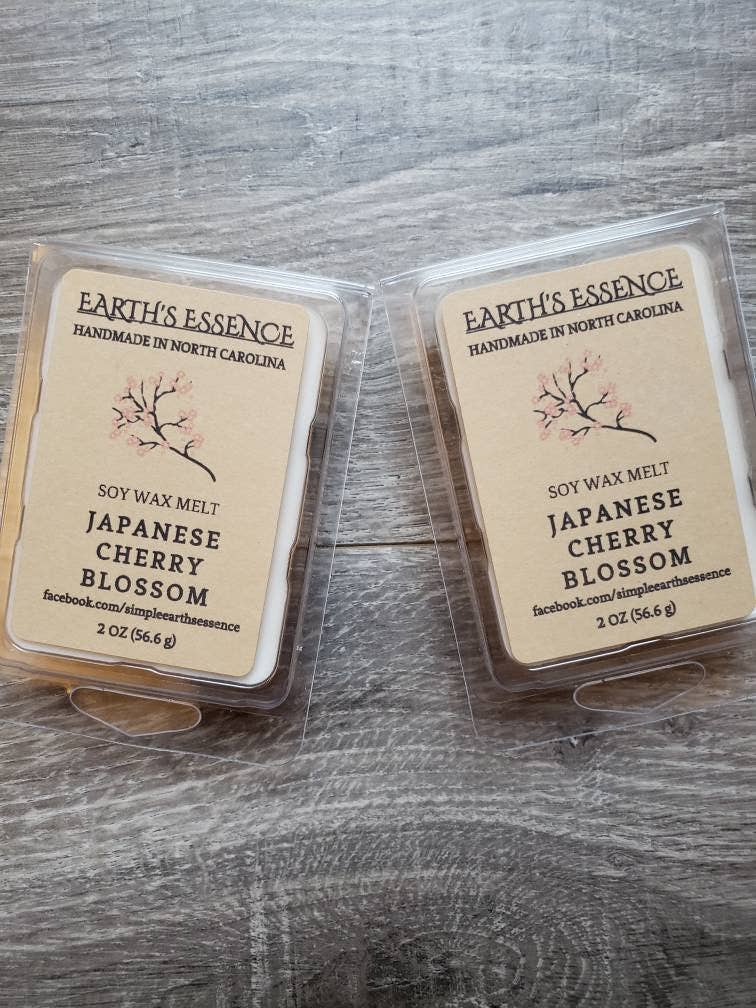 EARTH'S ESSENCE
HANDMADE IN NORTH CAROLINA
SOY WAX MELT
JAPANESE
CHERRY
BLOSSOM
facebook.com/simpleearthsessence
2 OZ (56.6 g)
EARTH'S ESSENCE
HANDMADE IN NORTH CAROLINA
SOY WAX MELT
JAPANESE
CHERRY
BLOSSOM
facebook.com/simpleearthsessence
2 OZ (56.6 g)